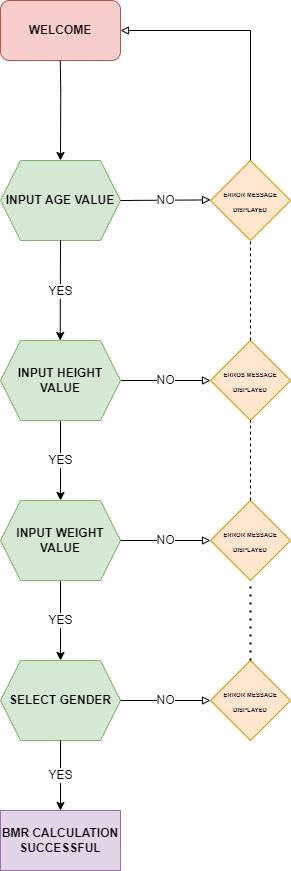 WELCOME
INPUT AGE VALUE
NO
ERROR MESSAGE
DISPLAYED
YES
INPUT HEIGHT
VALUE
NO
ERROS MESSAGE
DISPLAYED
YES
INPUT WEIGHT
VALUE
NO
ERROR MESSAGE
DISPLAYED
YES
SELECT GENDER
NO
ERROR MESSAGE
DISPLAYED
YES
BMR CALCULATION
SUCCESSFUL